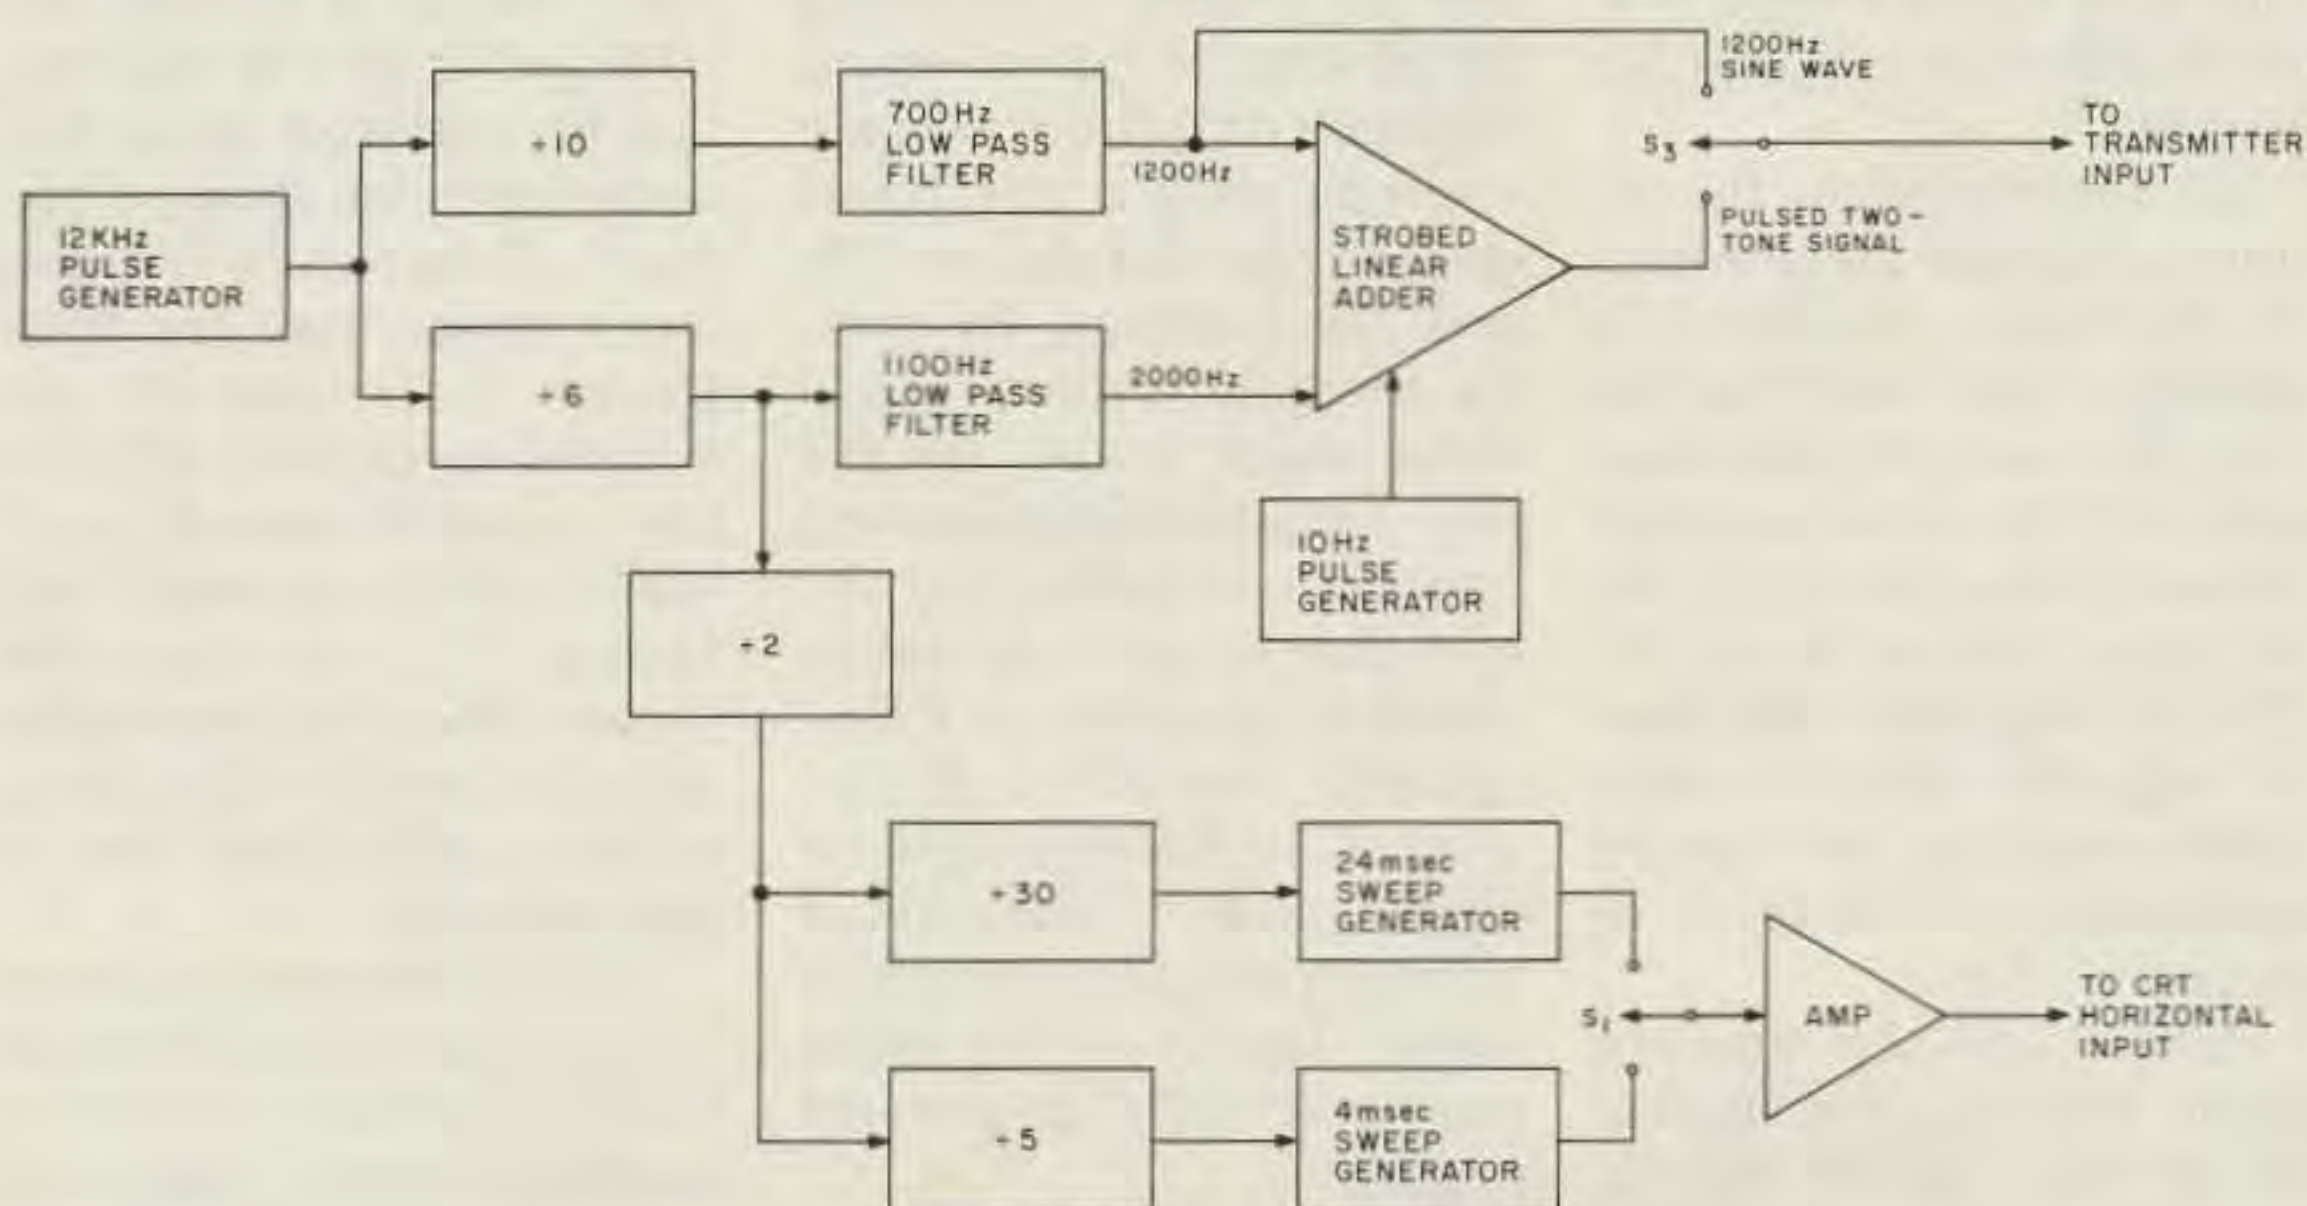 12KHz
PULSE
GENERATOR
÷10
700Hz
LOW PASS
FILTER
1200Hz
÷6
1100Hz
LOW PASS
FILTER
2000Hz
STROBED
LINEAR
ADDER
1200Hz
SINE WAVE
S3
PULSED TWO-
TONE SIGNAL
TO
TRANSMITTER
INPUT
10Hz
PULSE
GENERATOR
÷2
÷30
24msec
SWEEP
GENERATOR
÷5
4msec
SWEEP
GENERATOR
S1
AMP
TO CRT
HORIZONTAL
INPUT